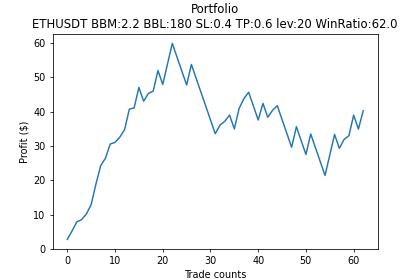 Portfolio
ETHUSDT BBM:2.2 BBL:180 SL:0.4 TP:0.6 lev:20 WinRatio:62.0
60
50
40
30
20
10
0
Profit ($)
0 10 20 30 40 50 60
Trade counts